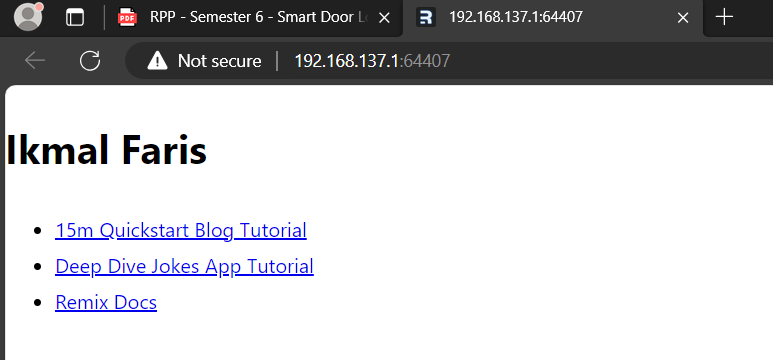 RPP - Semester 6 - Smart Door L
192.168.137.1:64407
Not secure
192.168.137.1:64407
Ikmal Faris
15m Quickstart Blog Tutorial
Deep Dive Jokes App Tutorial
Remix Docs